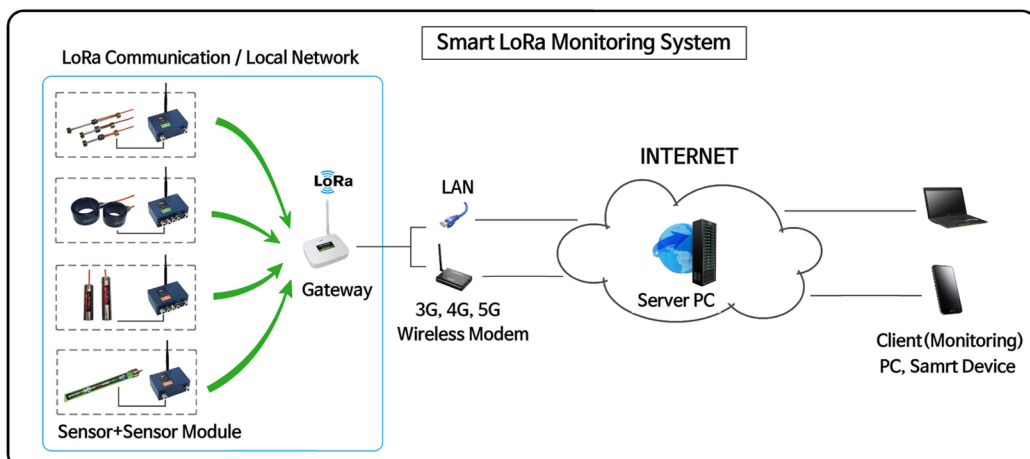 Smart LoRa Monitoring System
LoRa Communication / Local Network
LoRa
Gateway
Sensor+Sensor Module
LAN
3G, 4G, 5G
Wireless Modem
INTERNET
Server PC
Client(Monitoring)
PC, Samrt Device